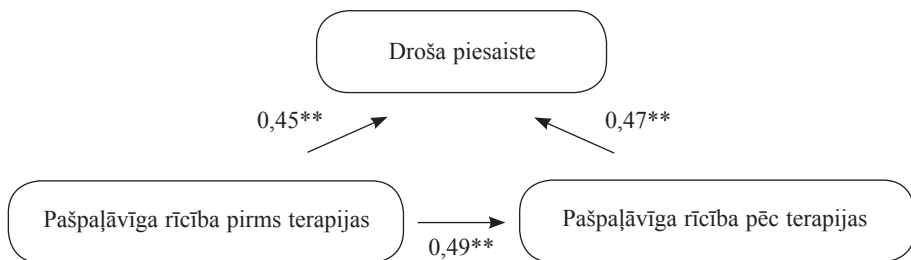 Droša piesaiste
0,45**
0,47**
Pašpaļāvīga rīcība pirms terapijas
Pašpaļāvīga rīcība pēc terapijas
0,49**